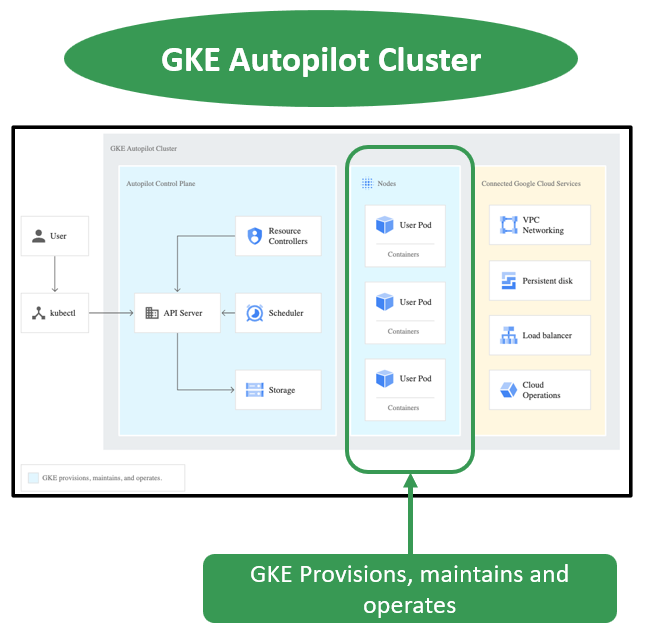 GKE Autopilot Cluster
GKE Autopilot Cluster
Autopilot Control Plane
Nodes
Connected Google Cloud Services
User
kubectl
API Server
Resource
Controllers
Scheduler
Storage
User Pod
Containers
User Pod
Containers
User Pod
Containers
VPC
Networking
Persistent disk
Load balancer
Cloud
Operations
GKE provisions, maintains, and operates.
GKE Provisions, maintains and
operates